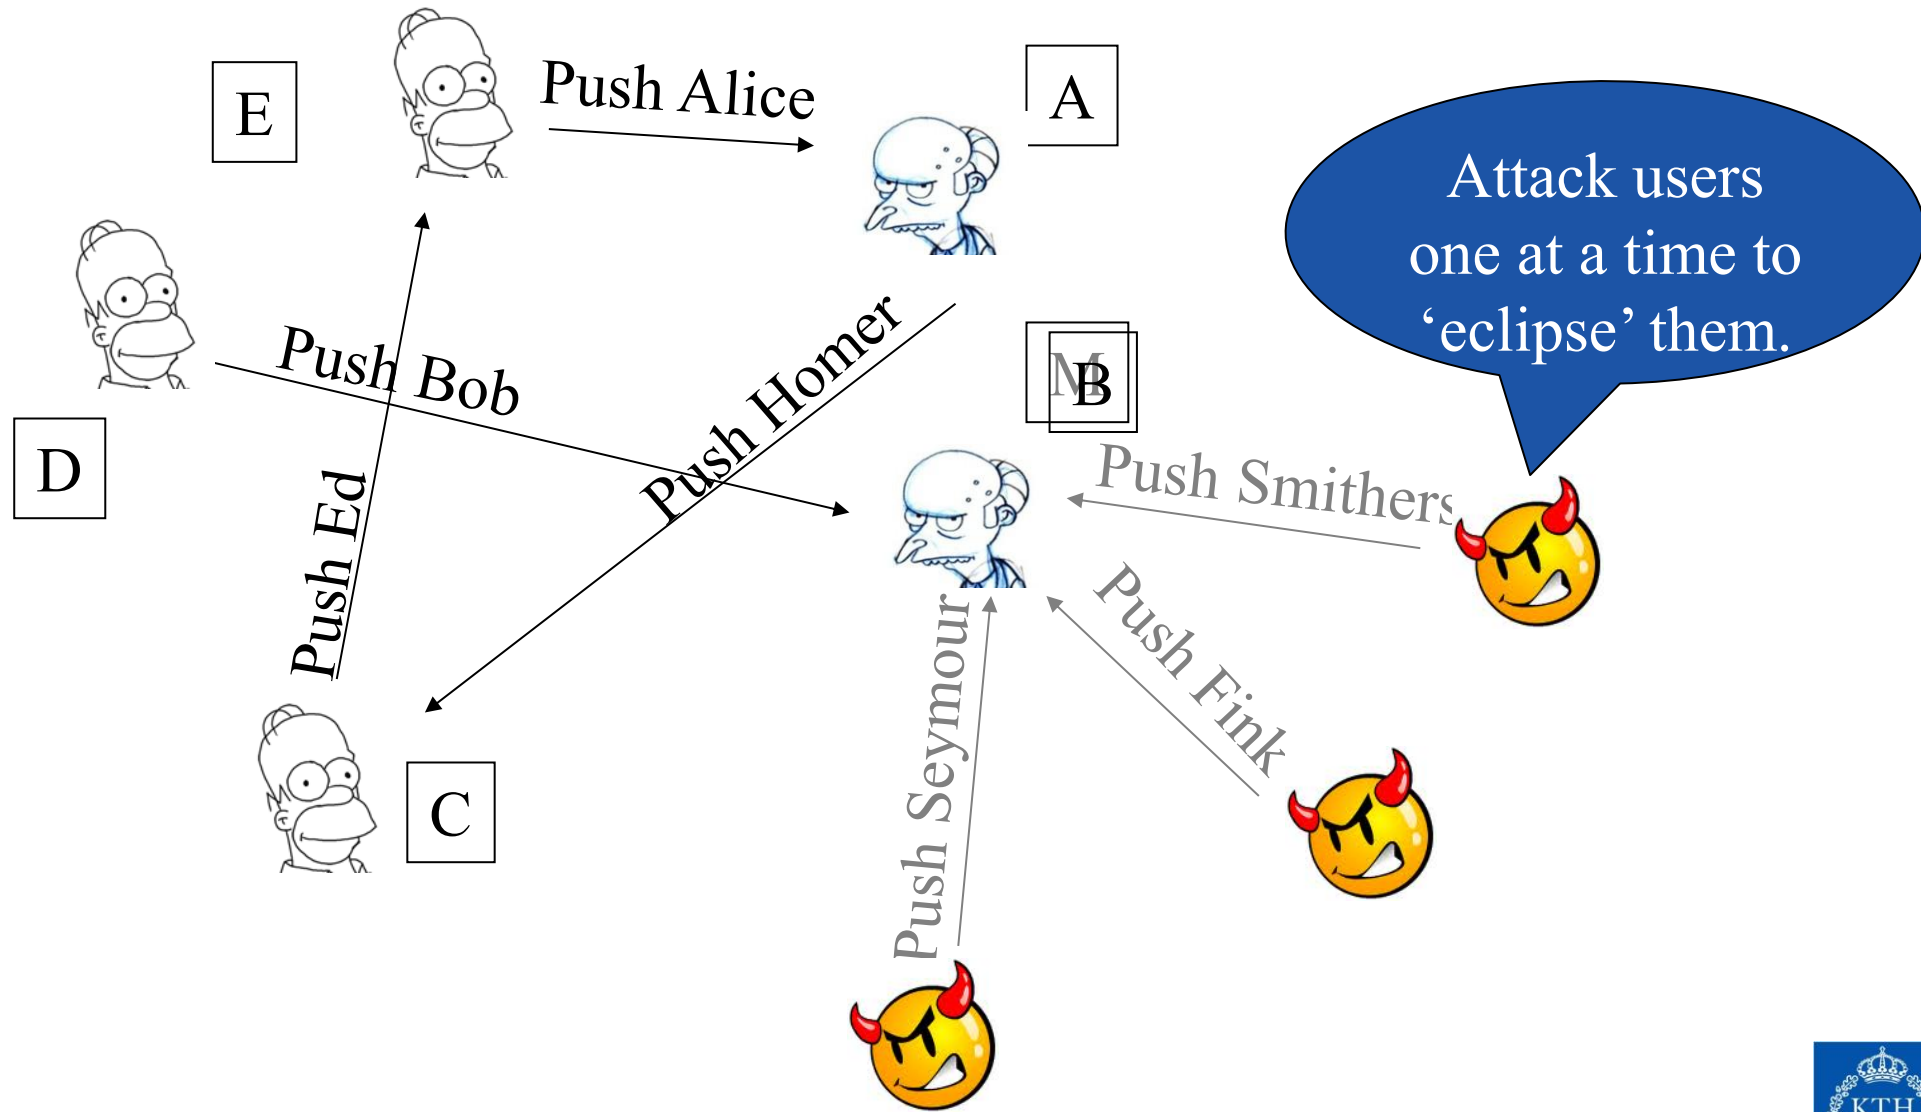 E
Push Alice
A
Attack users
one at a time to
‘eclipse’ them.
Push Bob
Push Homer
M
B
D
Push Ed
Push Smithers
Push Fink
Push Seymour
C
KTH